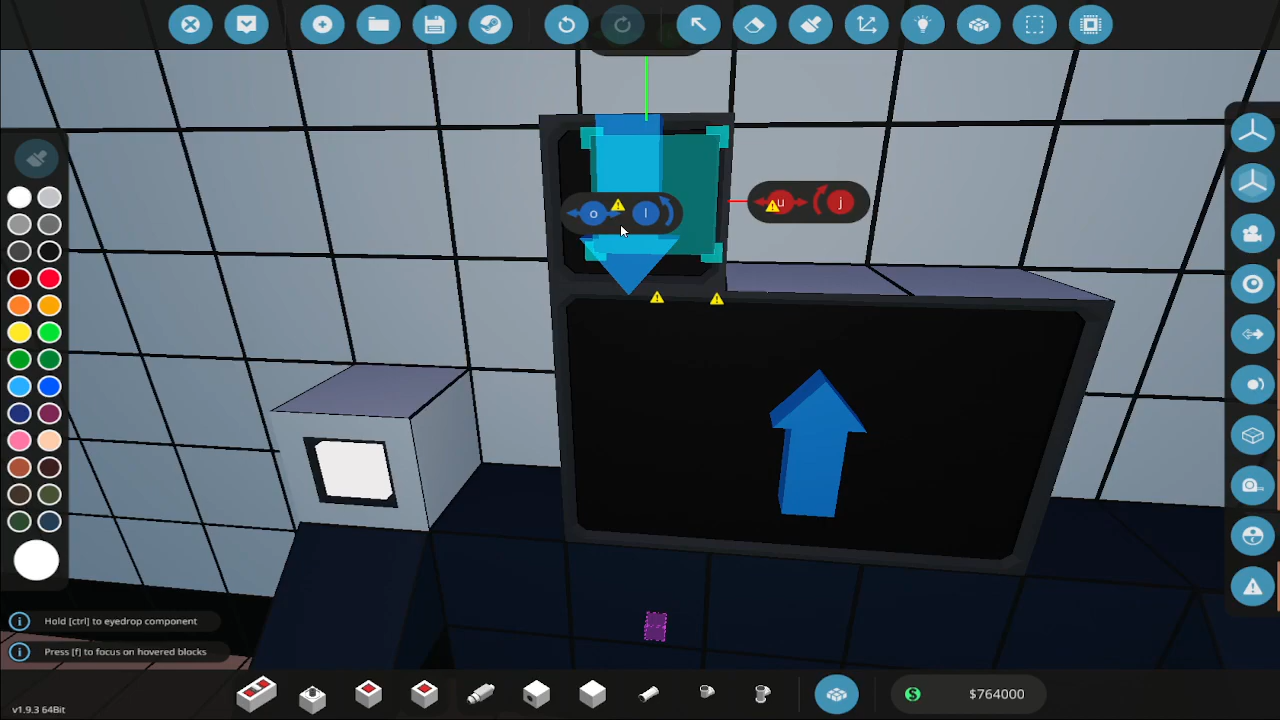 u j
o l
Hold [ctrl] to eyedrop component
Press [f] to focus on hovered blocks
$ $764000
v1.9.3 64Bit